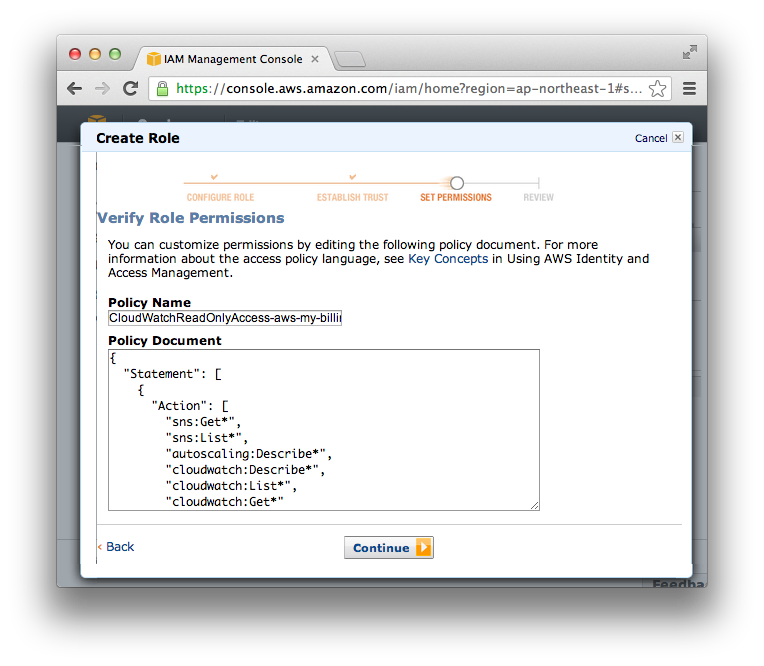 IAM Management Console
https://console.aws.amazon.com/iam/home?region=ap-northeast-1#s...
Create Role
Cancel
CONFIGURE ROLE
ESTABLISH TRUST
SET PERMISSIONS
REVIEW
Verify Role Permissions
You can customize permissions by editing the following policy document. For more
information about the access policy language, see Key Concepts in Using AWS Identity and
Access Management.
Policy Name
CloudWatchReadOnlyAccess-aws-my-billi
Policy Document
{
"Statement": [
{
"Action": [
"sns:Get*",
"sns:List*",
"autoscaling:Describe*",
"cloudwatch:Describe*",
"cloudwatch:List*",
"cloudwatch:Get*"
< Back
Continue
Feedba